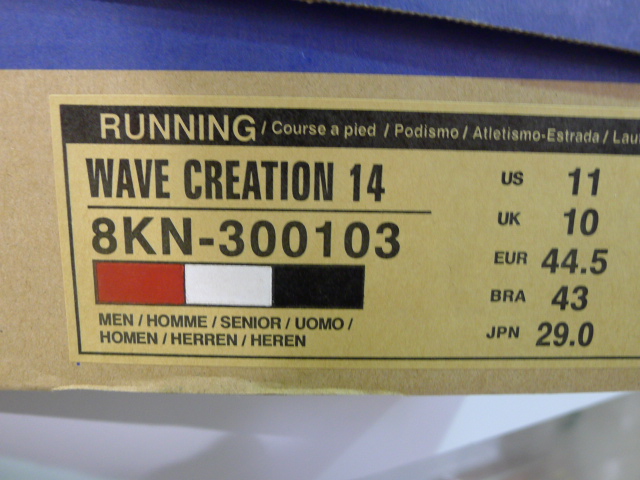 RUNNING / Course a pied / Podismo / Atletismo-Estrada /
WAVE CREATION 14
8KN-300103
MEN / HOMME / SENIOR / UOMO /
HOMEN / HERREN / HEREN
US 11
UK 10
EUR 44.5
BRA 43
JPN 29.0